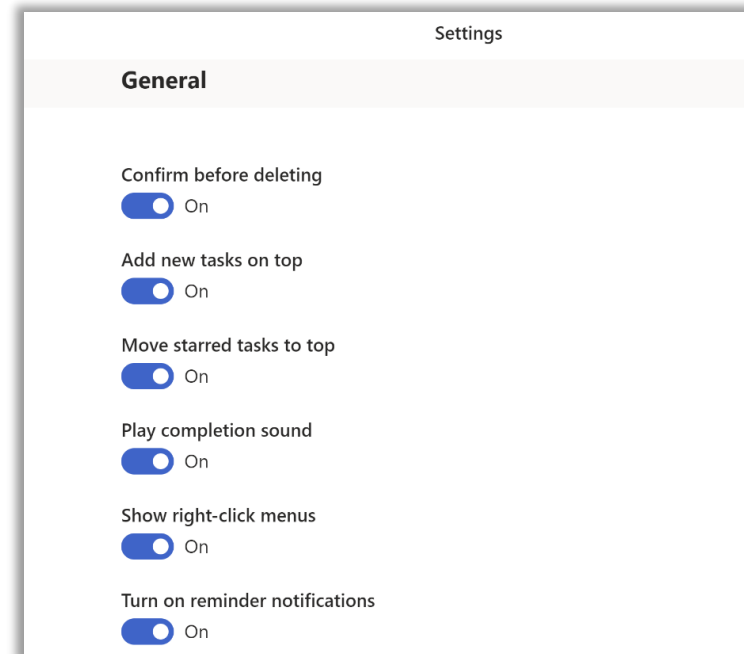 Settings
General
Confirm before deleting
On
Add new tasks on top
On
Move starred tasks to top
On
Play completion sound
On
Show right-click menus
On
Turn on reminder notifications
On